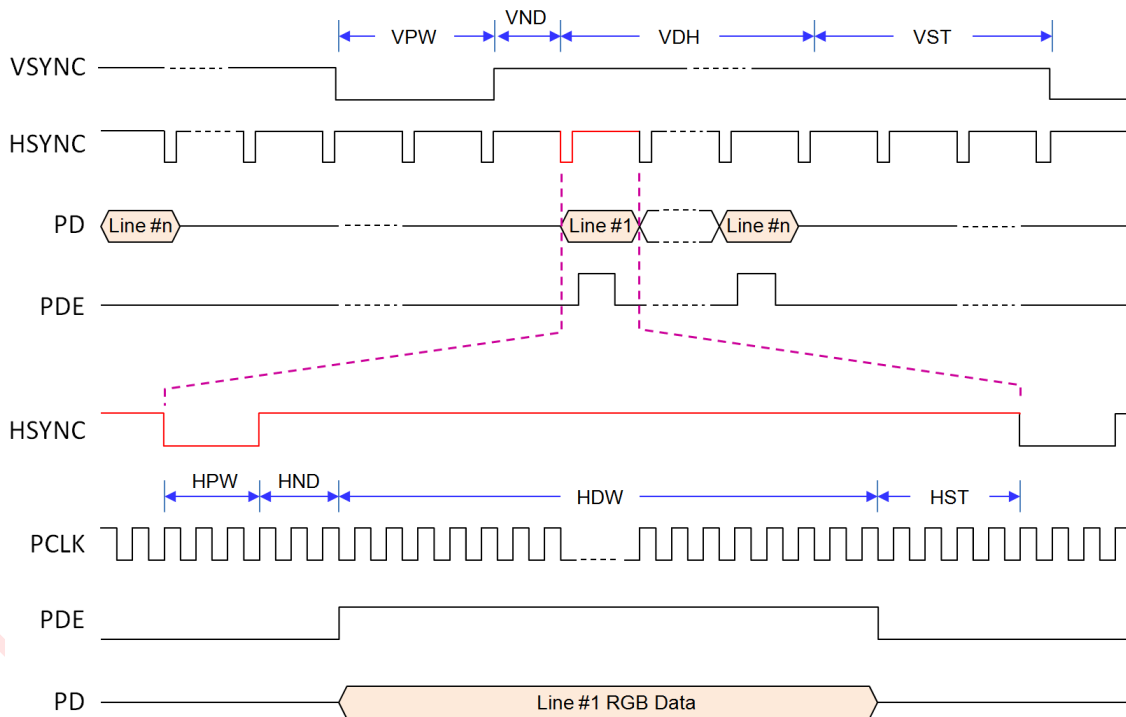 VND
VPW VDH VST
VSYNC
HSYNC
PD Line #n Line #1 Line #n
PDE
HSYNC
HPW HND HDW HST
PCLK
PDE
PD Line #1 RGB Data